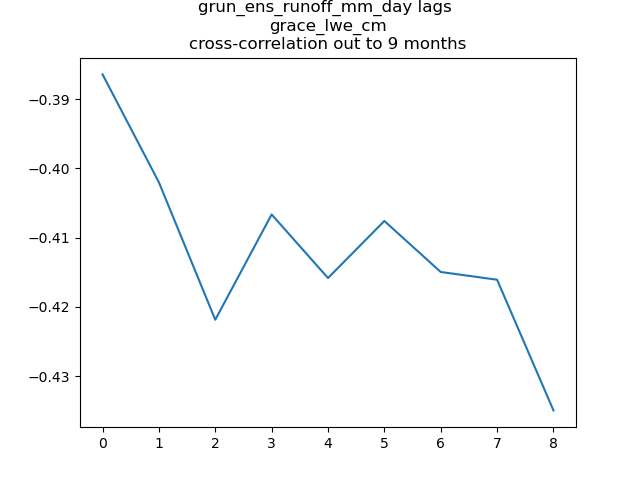 grun_ens_runoff_mm_day lags
grace_lwe_cm
cross-correlation out to 9 months
−0.39
−0.40
−0.41
−0.42
−0.43
0 1 2 3 4 5 6 7 8